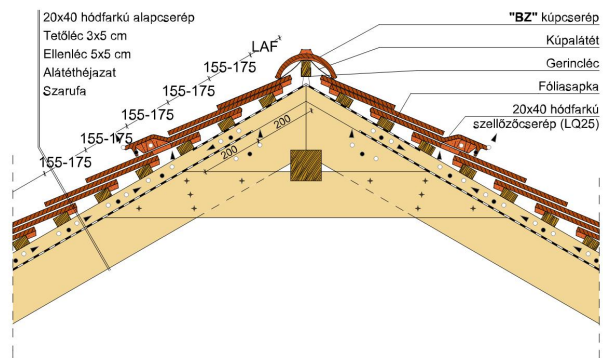 20x40 hódfarkú alapcserép
Tetőléc 3x5 cm
Ellenléc 5x5 cm
Alátéthéjazat
Szarufa
"BZ" kúpcserép
Kúpalátét
Gerincléc
Fóliasapka
20x40 hódfarkú
szellőzőcserép (LQ25)
LAF
155-175
155-175
155-175
155-175
155-175
200
200